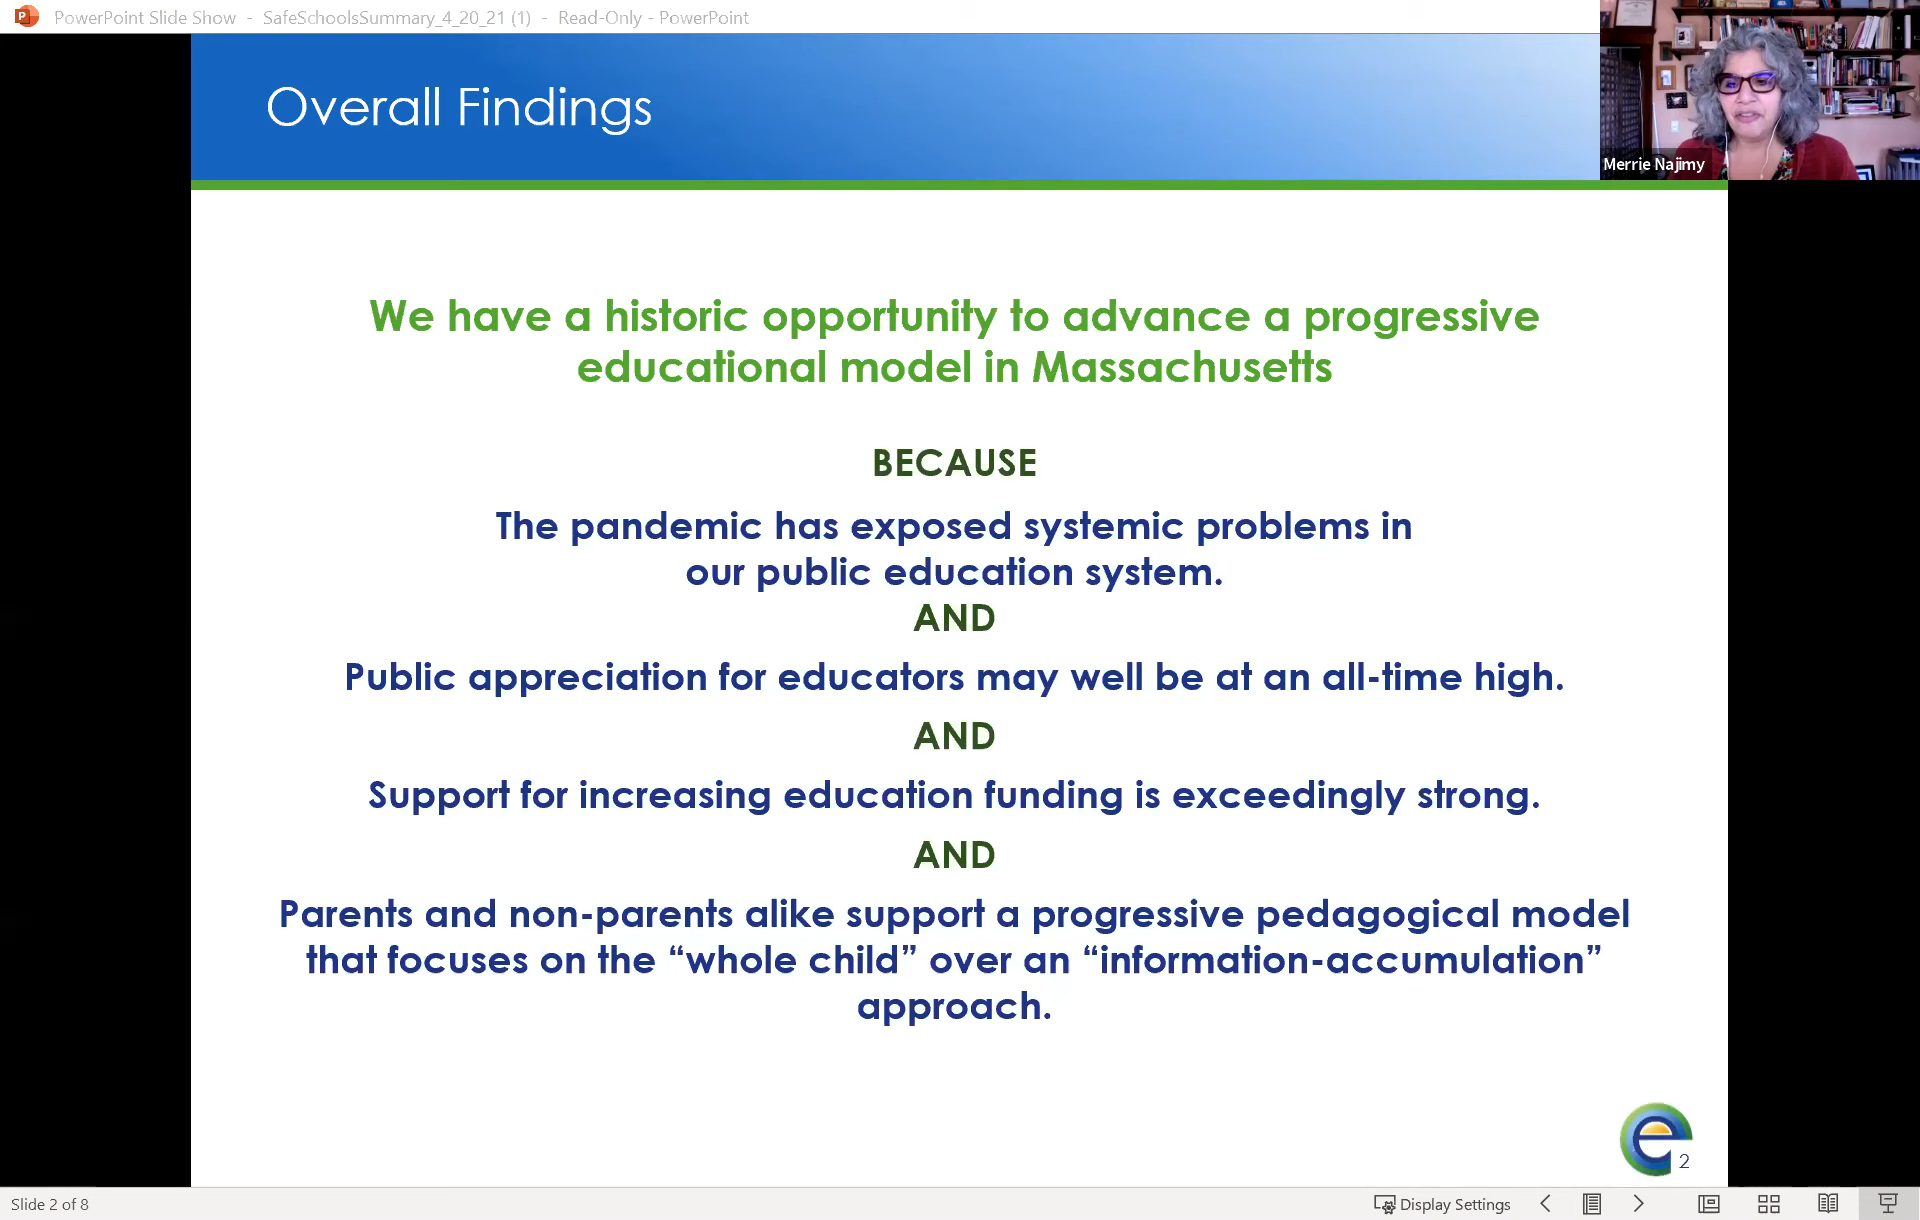 PowerPoint Slide Show - SafeSchoolsSummary_4_20_21 (1) - Read-Only - PowerPoint
Overall Findings
Merrie Najimy
We have a historic opportunity to advance a progressive
educational model in Massachusetts
BECAUSE
The pandemic has exposed systemic problems in
our public education system.
AND
Public appreciation for educators may well be at an all-time high.
AND
Support for increasing education funding is exceedingly strong.
AND
Parents and non-parents alike support a progressive pedagogical model
that focuses on the “whole child” over an “information-accumulation”
approach.
2
Slide 2 of 8
Display Settings